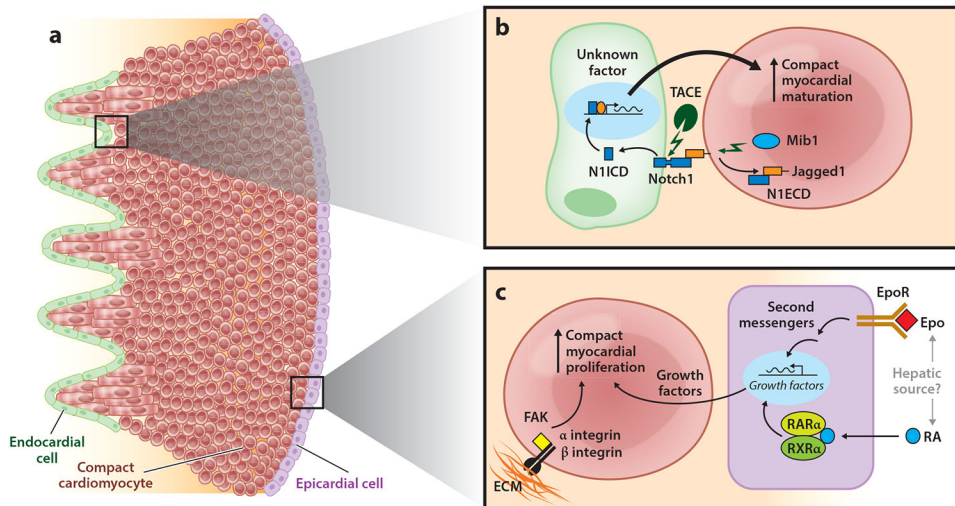 a
Endocardial
cell
Compact
cardiomyocyte
Epicardial cell
b
Unknown
factor
TACE
Compact
myocardial
maturation
Mib1
N1ICD
Notch1
Jagged1
N1ECD
c
EpoR
Second
messengers
Epo
Compact
myocardial
proliferation
Growth
factors
Growth factors
Hepatic
source?
FAK
α integrin
β integrin
RARα
RXRα
RA
ECM